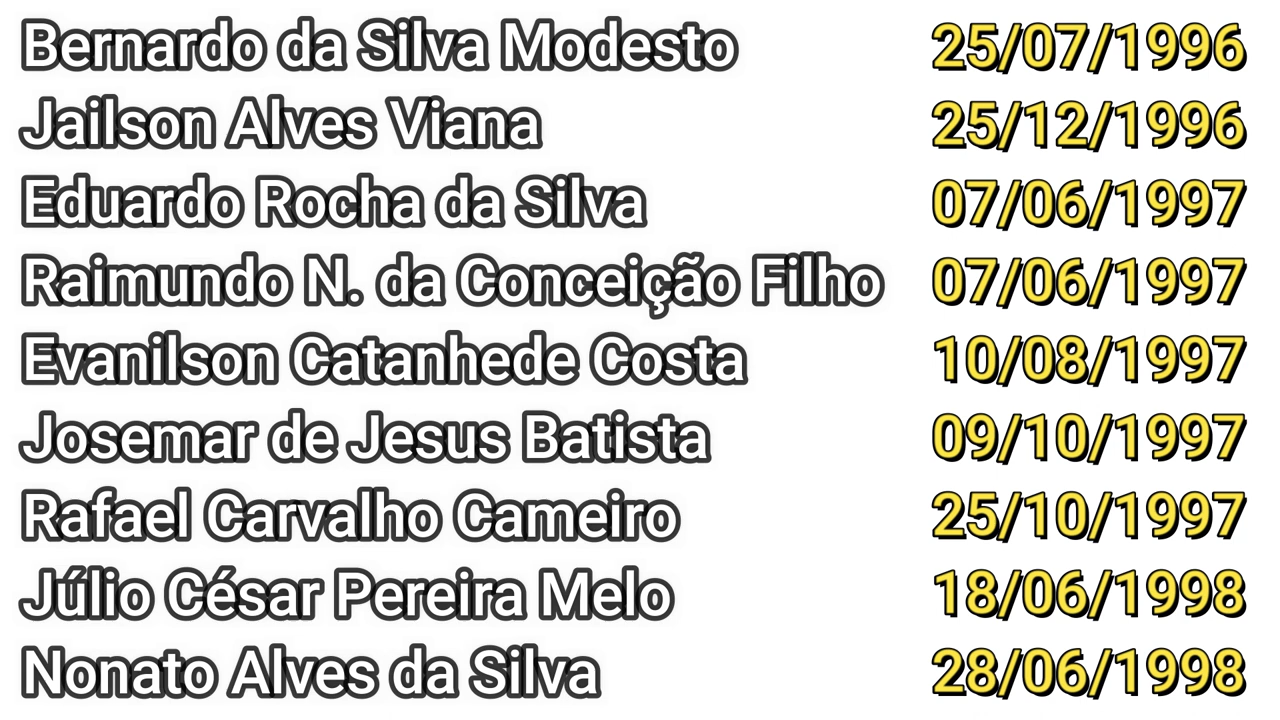 Bernardo da Silva Modesto 25/07/1996
Jailson Alves Viana 25/12/1996
Eduardo Rocha da Silva 07/06/1997
Raimundo N. da Conceição Filho 07/06/1997
Evanilson Catanhede Costa 10/08/1997
Josemar de Jesus Batista 09/10/1997
Rafael Carvalho Cameiro 25/10/1997
Júlio César Pereira Melo 18/06/1998
Nonato Alves da Silva 28/06/1998